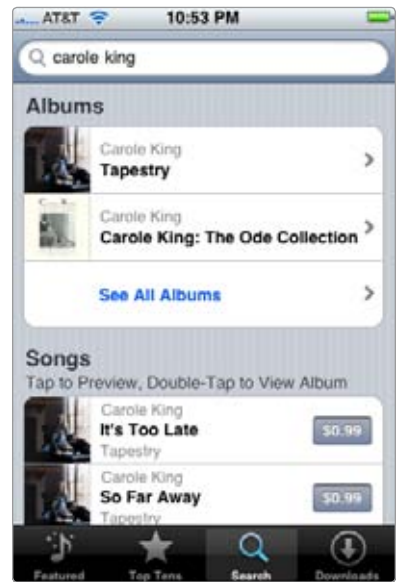 AT&T 10:53 PM
carole king
Albums
Carole King
Tapestry
Carole King
Carole King: The Ode Collection
See All Albums
Songs
Tap to Preview, Double-Tap to View Album
Carole King
It's Too Late
$0.99
Tapestry
Carole King
So Far Away
$0.99
Tapestry
Featured Top Tens Search Downloads